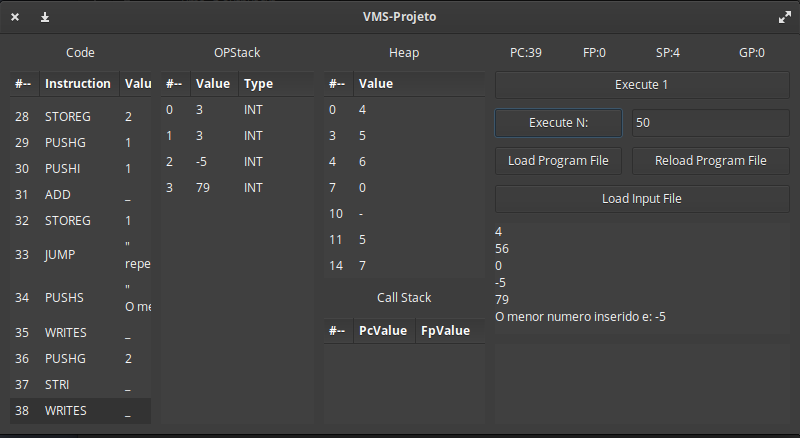 VMS-Projeto
Code
#-- Instruction Valu
28 STOREG 2
29 PUSHG 1
30 PUSHI 1
31 ADD _
32 STOREG 1
33 JUMP " repe
34 PUSHS " O me
35 WRITES _
36 PUSHG 2
37 STRI _
38 WRITES _
OPStack
#-- Value Type
0 3 INT
1 3 INT
2 -5 INT
3 79 INT
Heap
#-- Value
0 4
3 5
4 6
7 0
10 -
11 5
14 7
Call Stack
#-- PcValue FpValue
PC:39 FP:0 SP:4 GP:0
Execute 1
Execute N: 50
Load Program File Reload Program File
Load Input File
4
56
0
-5
79
O menor numero inserido e: -5